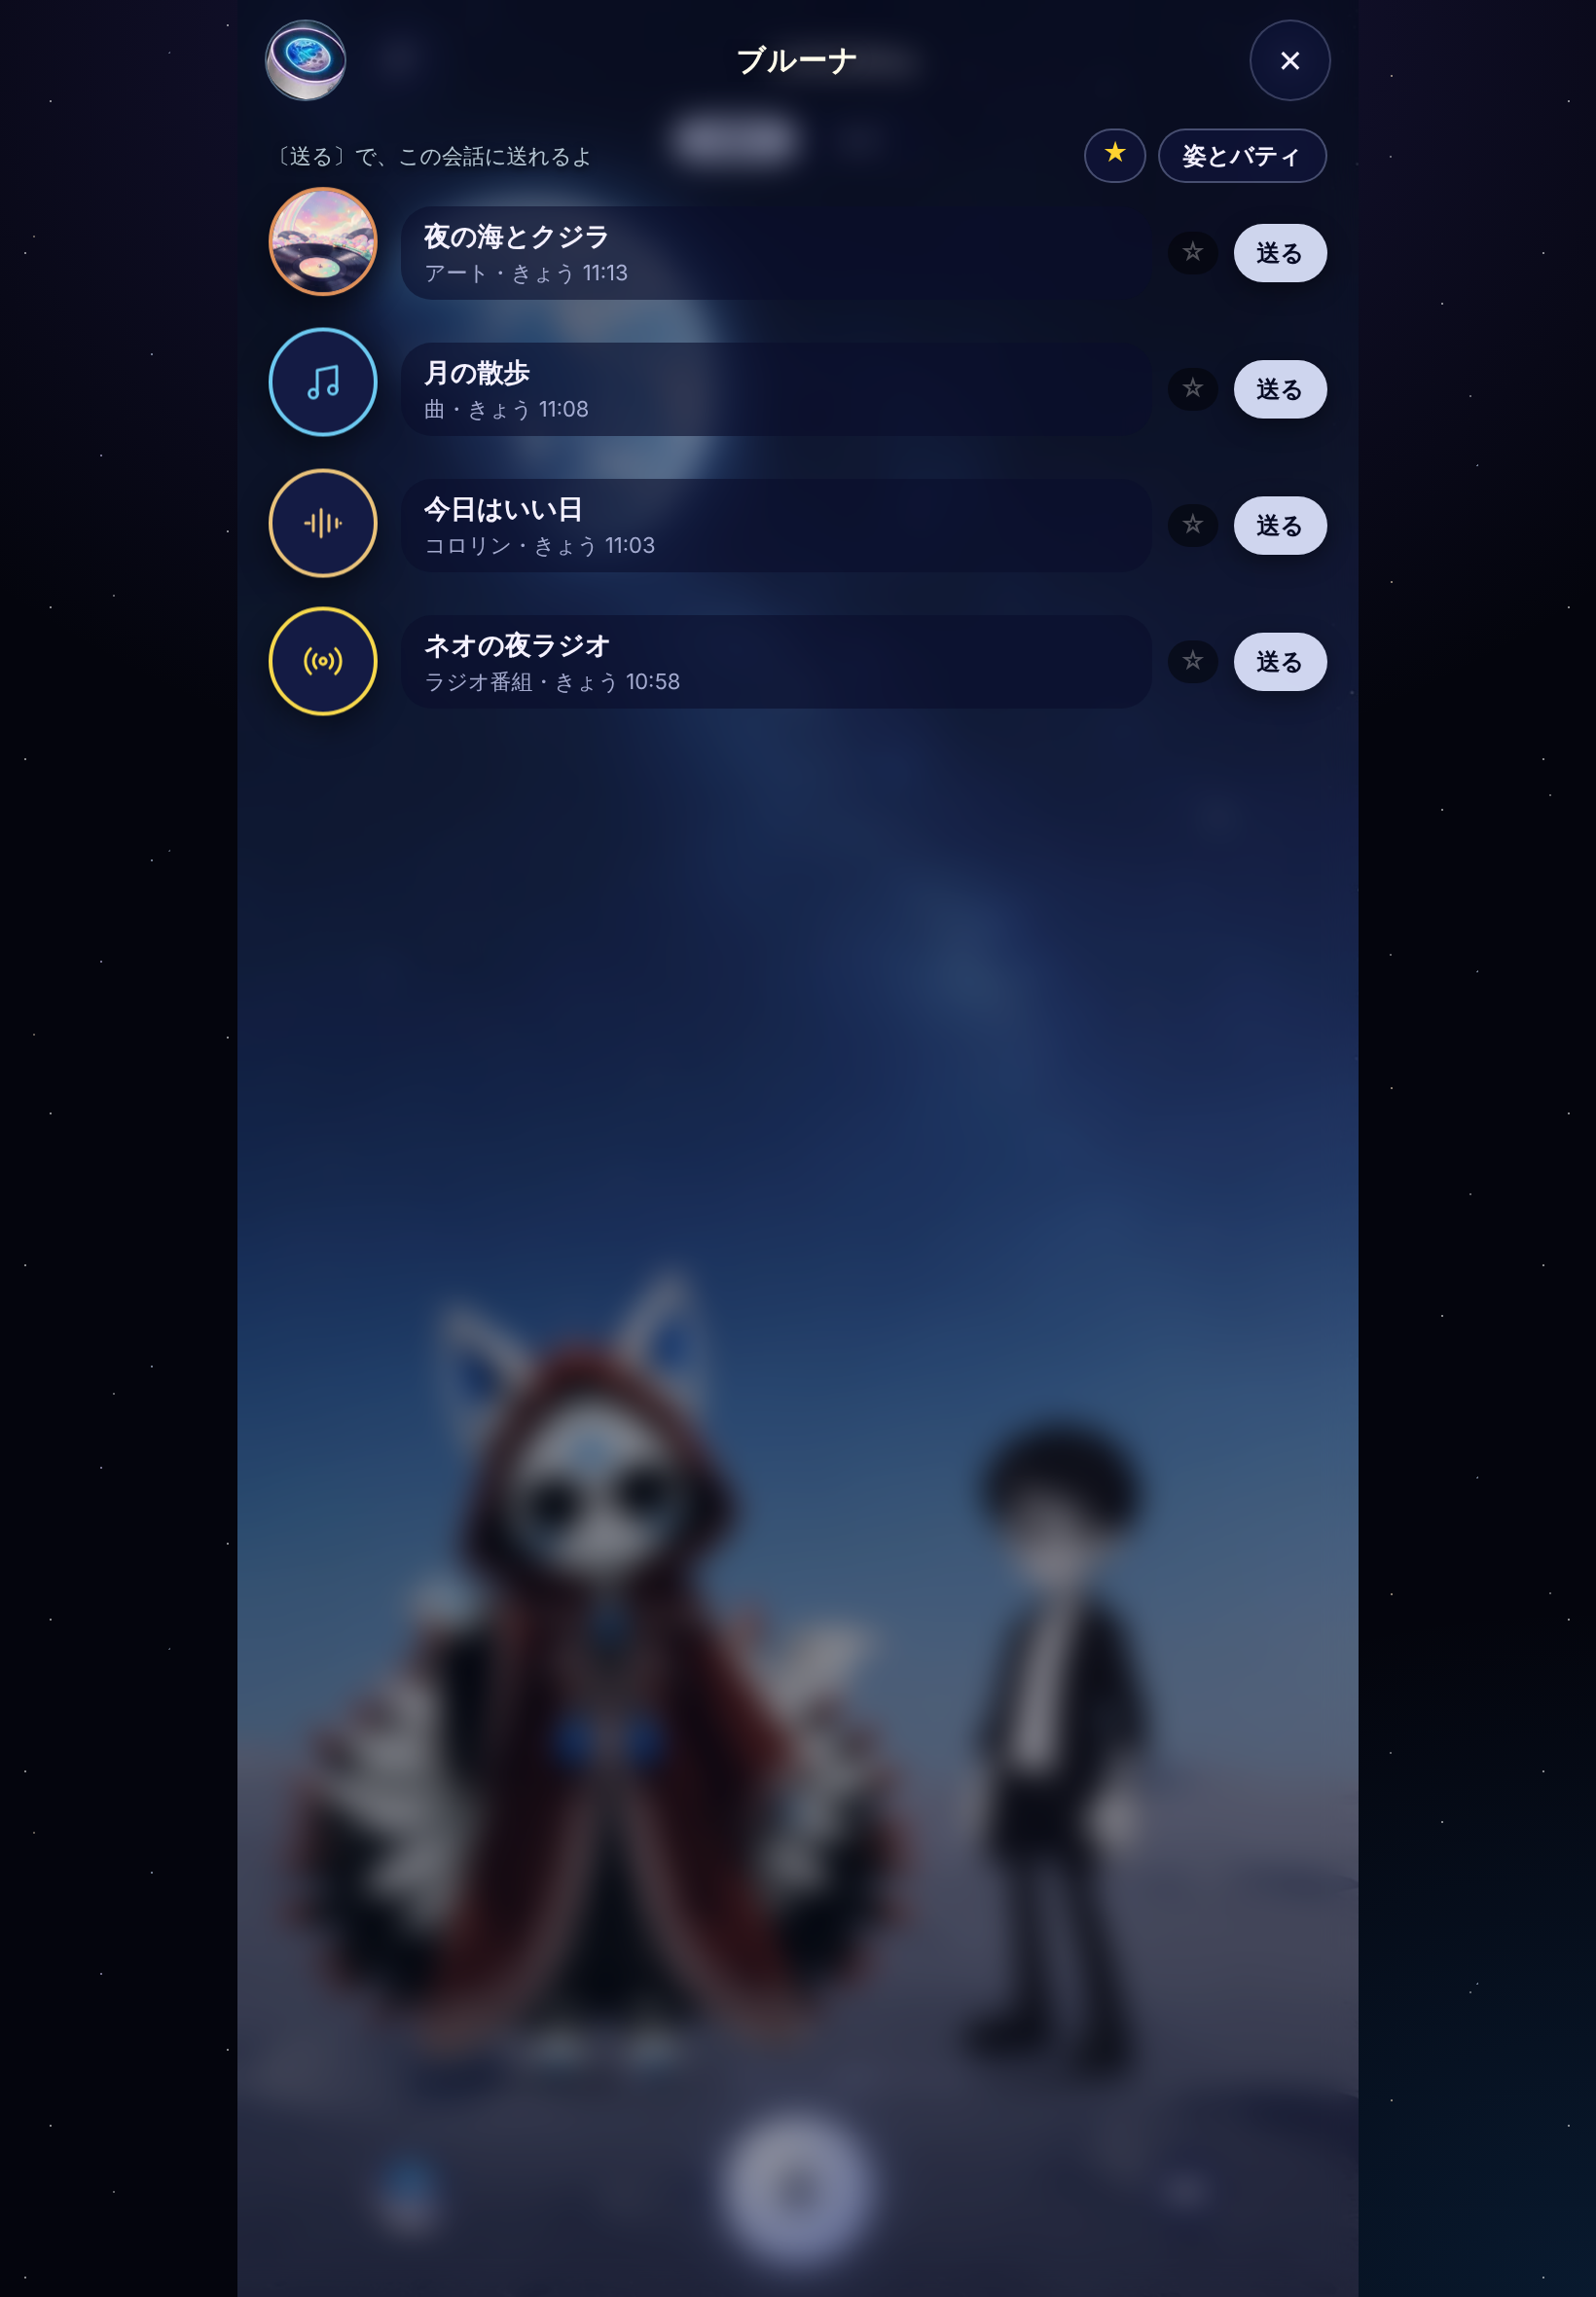 ブルーナ
〔送る〕で、この会話に送れるよ
姿とバティ
夜の海とクジラ
アート・きょう 11:13
送る
月の散歩
曲・きょう 11:08
送る
今日はいい日
コロリン・きょう 11:03
送る
ネオの夜ラジオ
ラジオ番組・きょう 10:58
送る